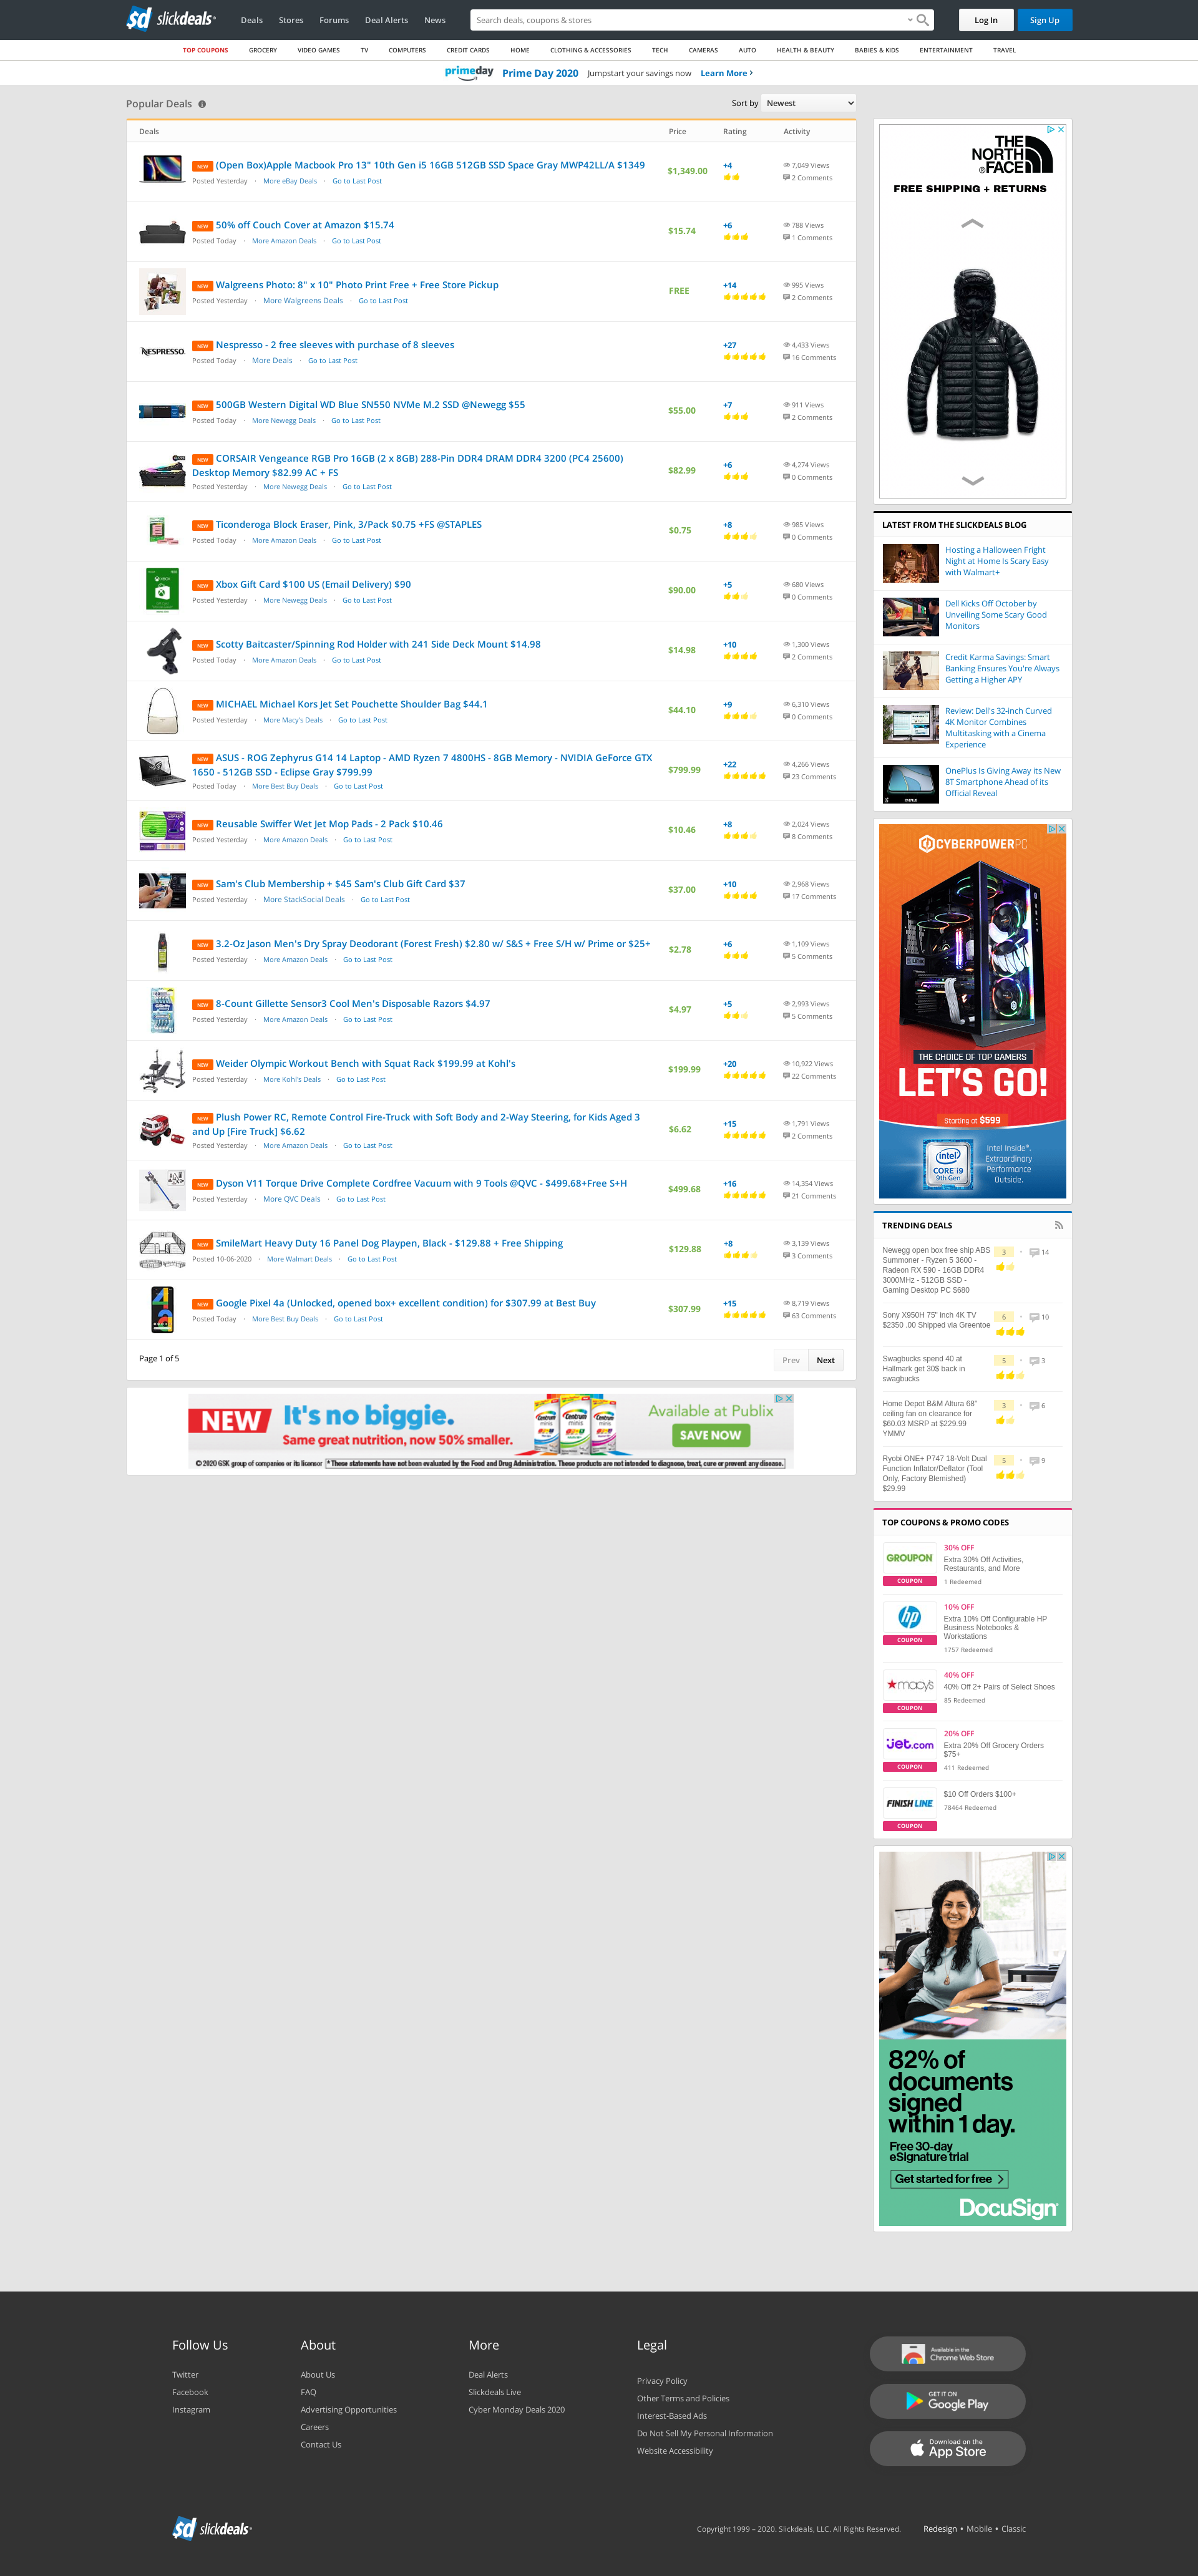 sd slickdeals
Deals Stores Forums Deal Alerts News
Search deals, coupons & stores
Log In
Sign Up
TOP COUPONS GROCERY VIDEO GAMES TV COMPUTERS CREDIT CARDS HOME CLOTHING & ACCESSORIES TECH CAMERAS AUTO HEALTH & BEAUTY BABIES & KIDS ENTERTAINMENT TRAVEL
primeday Prime Day 2020 Jumpstart your savings now Learn More ›
Popular Deals
Sort by Newest
Deals Price Rating Activity
NEW (Open Box)Apple Macbook Pro 13" 10th Gen i5 16GB 512GB SSD Space Gray MWP42LL/A $1349
Posted Yesterday · More eBay Deals · Go to Last Post
$1,349.00
+4
7,049 Views
2 Comments
NEW 50% off Couch Cover at Amazon $15.74
Posted Today · More Amazon Deals · Go to Last Post
$15.74
+6
788 Views
1 Comments
NEW Walgreens Photo: 8" x 10" Photo Print Free + Free Store Pickup
Posted Yesterday · More Walgreens Deals · Go to Last Post
FREE
+14
995 Views
2 Comments
NESPRESSO
NEW Nespresso - 2 free sleeves with purchase of 8 sleeves
Posted Today · More Deals · Go to Last Post
+27
4,433 Views
16 Comments
NEW 500GB Western Digital WD Blue SN550 NVMe M.2 SSD @Newegg $55
Posted Today · More Newegg Deals · Go to Last Post
$55.00
+7
911 Views
2 Comments
NEW CORSAIR Vengeance RGB Pro 16GB (2 x 8GB) 288-Pin DDR4 DRAM DDR4 3200 (PC4 25600)
Desktop Memory $82.99 AC + FS
Posted Yesterday · More Newegg Deals · Go to Last Post
$82.99
+6
4,274 Views
0 Comments
NEW Ticonderoga Block Eraser, Pink, 3/Pack $0.75 +FS @STAPLES
Posted Today · More Amazon Deals · Go to Last Post
$0.75
+8
985 Views
0 Comments
NEW Xbox Gift Card $100 US (Email Delivery) $90
Posted Yesterday · More Newegg Deals · Go to Last Post
$90.00
+5
680 Views
0 Comments
NEW Scotty Baitcaster/Spinning Rod Holder with 241 Side Deck Mount $14.98
Posted Today · More Amazon Deals · Go to Last Post
$14.98
+10
1,300 Views
2 Comments
NEW MICHAEL Michael Kors Jet Set Pouchette Shoulder Bag $44.1
Posted Yesterday · More Macy's Deals · Go to Last Post
$44.10
+9
6,310 Views
0 Comments
NEW ASUS - ROG Zephyrus G14 14 Laptop - AMD Ryzen 7 4800HS - 8GB Memory - NVIDIA GeForce GTX
1650 - 512GB SSD - Eclipse Gray $799.99
Posted Today · More Best Buy Deals · Go to Last Post
$799.99
+22
4,266 Views
23 Comments
NEW Reusable Swiffer Wet Jet Mop Pads - 2 Pack $10.46
Posted Yesterday · More Amazon Deals · Go to Last Post
$10.46
+8
2,024 Views
8 Comments
NEW Sam's Club Membership + $45 Sam's Club Gift Card $37
Posted Yesterday · More StackSocial Deals · Go to Last Post
$37.00
+10
2,968 Views
17 Comments
NEW 3.2-Oz Jason Men's Dry Spray Deodorant (Forest Fresh) $2.80 w/ S&S + Free S/H w/ Prime or $25+
Posted Yesterday · More Amazon Deals · Go to Last Post
$2.78
+6
1,109 Views
5 Comments
NEW 8-Count Gillette Sensor3 Cool Men's Disposable Razors $4.97
Posted Yesterday · More Amazon Deals · Go to Last Post
$4.97
+5
2,993 Views
5 Comments
NEW Weider Olympic Workout Bench with Squat Rack $199.99 at Kohl's
Posted Yesterday · More Kohl's Deals · Go to Last Post
$199.99
+20
10,922 Views
22 Comments
NEW Plush Power RC, Remote Control Fire-Truck with Soft Body and 2-Way Steering, for Kids Aged 3
and Up [Fire Truck] $6.62
Posted Yesterday · More Amazon Deals · Go to Last Post
$6.62
+15
1,791 Views
2 Comments
NEW Dyson V11 Torque Drive Complete Cordfree Vacuum with 9 Tools @QVC - $499.68+Free S+H
Posted Yesterday · More QVC Deals · Go to Last Post
$499.68
+16
14,354 Views
21 Comments
NEW SmileMart Heavy Duty 16 Panel Dog Playpen, Black - $129.88 + Free Shipping
Posted 10-06-2020 · More Walmart Deals · Go to Last Post
$129.88
+8
3,139 Views
3 Comments
NEW Google Pixel 4a (Unlocked, opened box+ excellent condition) for $307.99 at Best Buy
Posted Today · More Best Buy Deals · Go to Last Post
$307.99
+15
8,719 Views
63 Comments
Page 1 of 5
Prev Next
NEW It's no biggie.
Same great nutrition, now 50% smaller.
Centrum minis Centrum minis Centrum minis
Available at Publix
SAVE NOW
© 2020 GSK group of companies or its licensor *These statements have not been evaluated by the Food and Drug Administration. These products are not intended to diagnose, treat, cure or prevent any disease.
THE
NORTH
FACE
FREE SHIPPING + RETURNS
LATEST FROM THE SLICKDEALS BLOG
Hosting a Halloween Fright
Night at Home Is Scary Easy
with Walmart+
Dell Kicks Off October by
Unveiling Some Scary Good
Monitors
Credit Karma Savings: Smart
Banking Ensures You're Always
Getting a Higher APY
Review: Dell's 32-inch Curved
4K Monitor Combines
Multitasking with a Cinema
Experience
OnePlus Is Giving Away its New
8T Smartphone Ahead of its
Official Reveal
CYBERPOWERPC
THE CHOICE OF TOP GAMERS
LET'S GO!
Starting at $599
intel
CORE i9
9th Gen
Intel Inside®.
Extraordinary
Performance
Outside.
TRENDING DEALS
Newegg open box free ship ABS
Summoner - Ryzen 5 3600 -
Radeon RX 590 - 16GB DDR4
3000MHz - 512GB SSD -
Gaming Desktop PC $680
3 · 14
Sony X950H 75" inch 4K TV
$2350 .00 Shipped via Greentoe
6 · 10
Swagbucks spend 40 at
Hallmark get 30$ back in
swagbucks
5 · 3
Home Depot B&M Altura 68"
ceiling fan on clearance for
$60.03 MSRP at $229.99
YMMV
3 · 6
Ryobi ONE+ P747 18-Volt Dual
Function Inflator/Deflator (Tool
Only, Factory Blemished)
$29.99
5 · 9
TOP COUPONS & PROMO CODES
GROUPON
COUPON
30% OFF
Extra 30% Off Activities,
Restaurants, and More
1 Redeemed
hp
COUPON
10% OFF
Extra 10% Off Configurable HP
Business Notebooks &
Workstations
1757 Redeemed
macy's
COUPON
40% OFF
40% Off 2+ Pairs of Select Shoes
85 Redeemed
jet.com
COUPON
20% OFF
Extra 20% Off Grocery Orders
$75+
411 Redeemed
FINISH LINE
COUPON
$10 Off Orders $100+
78464 Redeemed
82% of
documents
signed
within 1 day.
Free 30-day
eSignature trial
Get started for free
DocuSign
Follow Us
Twitter
Facebook
Instagram
About
About Us
FAQ
Advertising Opportunities
Careers
Contact Us
More
Deal Alerts
Slickdeals Live
Cyber Monday Deals 2020
Legal
Privacy Policy
Other Terms and Policies
Interest-Based Ads
Do Not Sell My Personal Information
Website Accessibility
Available in the
Chrome Web Store
GET IT ON
Google Play
Download on the
App Store
sd slickdeals
Copyright 1999 – 2020. Slickdeals, LLC. All Rights Reserved.
Redesign • Mobile • Classic